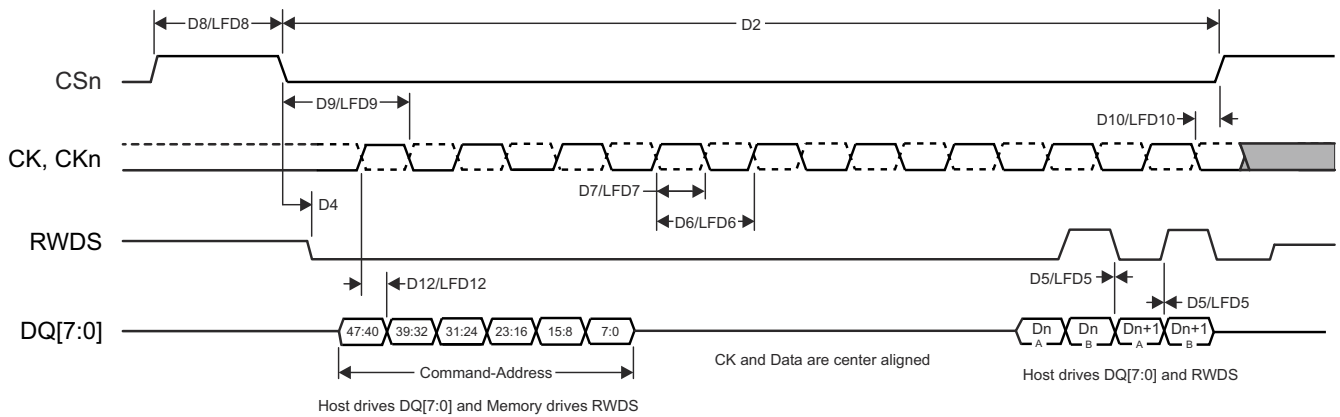 D8/LFD8
D2
CSn
D9/LFD9
D10/LFD10
CK, CKn
D7/LFD7
D4
D6/LFD6
RWDS
D12/LFD12
D5/LFD5
D5/LFD5
DQ[7:0]
47:40 39:32 31:24 23:16 15:8 7:0
Dn Dn Dn+1 Dn+1
A B A B
CK and Data are center aligned
Command-Address
Host drives DQ[7:0] and RWDS
Host drives DQ[7:0] and Memory drives RWDS